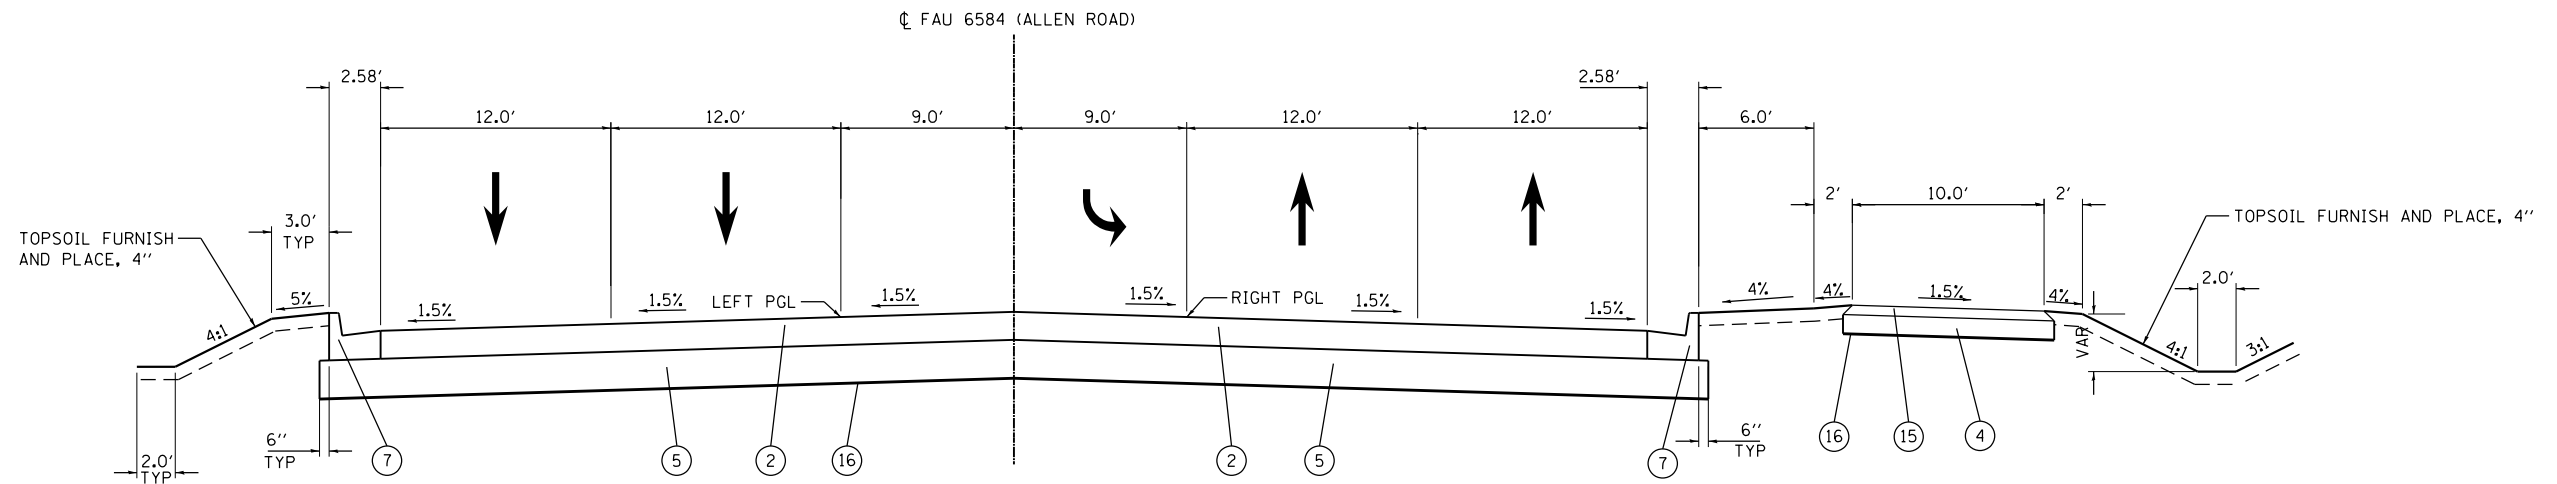 ℄ FAU 6584 (ALLEN ROAD)
2.58' 2.58'
12.0' 12.0' 9.0' 9.0' 12.0' 12.0' 6.0'
2' 10.0' 2'
3.0'
TYP
TOPSOIL FURNISH
AND PLACE, 4"
TOPSOIL FURNISH AND PLACE, 4"
2.0'
5% 1.5% 1.5% LEFT PGL 1.5% 1.5% RIGHT PGL 1.5% 1.5% 4% 4% 1.5% 4%
4:1 VAR 4:1 3:1
6"
TYP
6"
TYP
2.0'
TYP
7 5 2 16 2 5 7 16 15 4